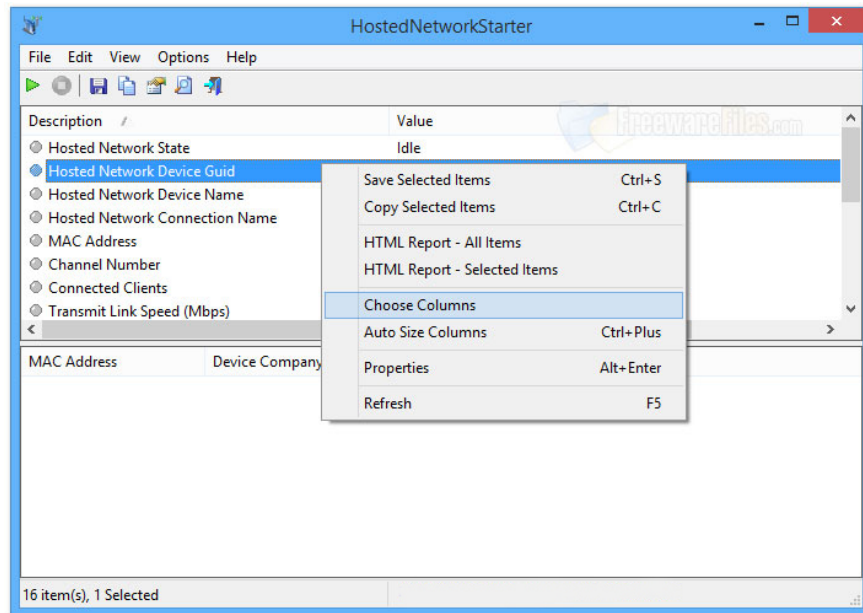 HostedNetworkStarter
File Edit View Options Help
Description Value
Hosted Network State Idle
FreewareFiles.com
Hosted Network Device Guid
Hosted Network Device Name
Hosted Network Connection Name
MAC Address
Channel Number
Connected Clients
Transmit Link Speed (Mbps)
Save Selected Items Ctrl+S
Copy Selected Items Ctrl+C
HTML Report - All Items
HTML Report - Selected Items
Choose Columns
Auto Size Columns Ctrl+Plus
Properties Alt+Enter
Refresh F5
MAC Address Device Company
16 item(s), 1 Selected